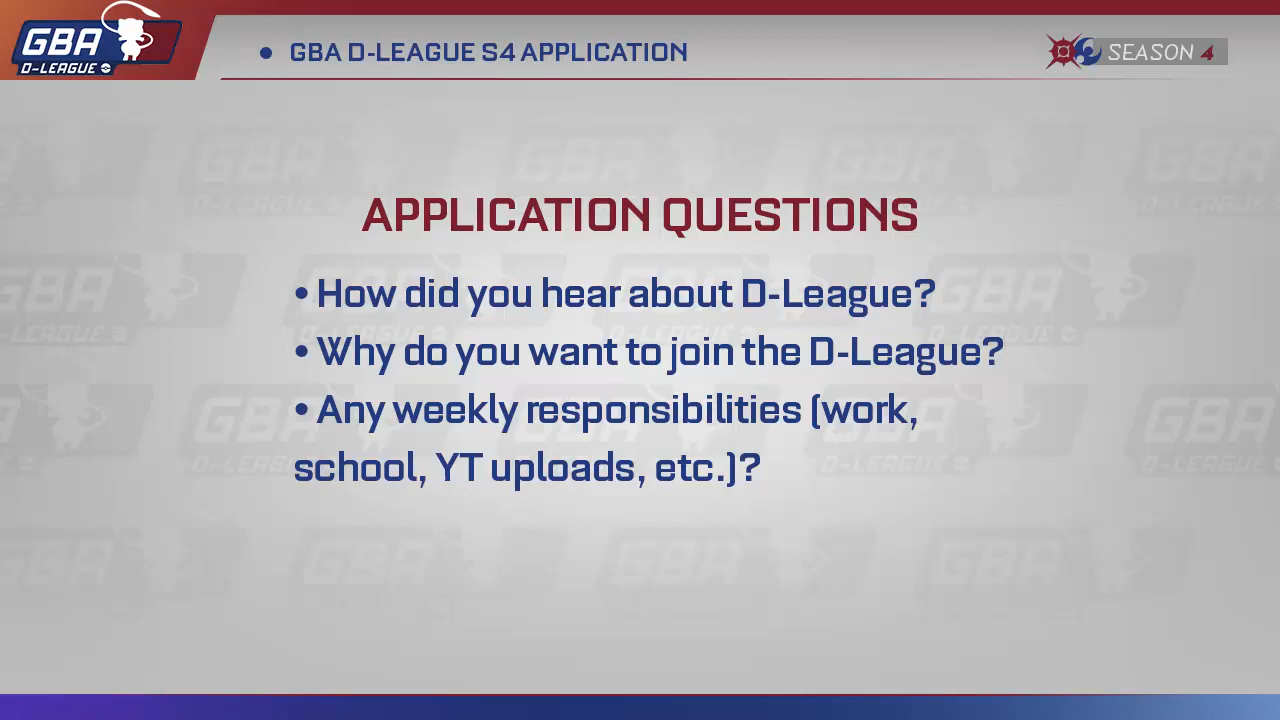 GBA
D-LEAGUE
• GBA D-LEAGUE S4 APPLICATION
SEASON 4
APPLICATION QUESTIONS
• How did you hear about D-League?
• Why do you want to join the D-League?
• Any weekly responsibilities (work,
school, YT uploads, etc.)?